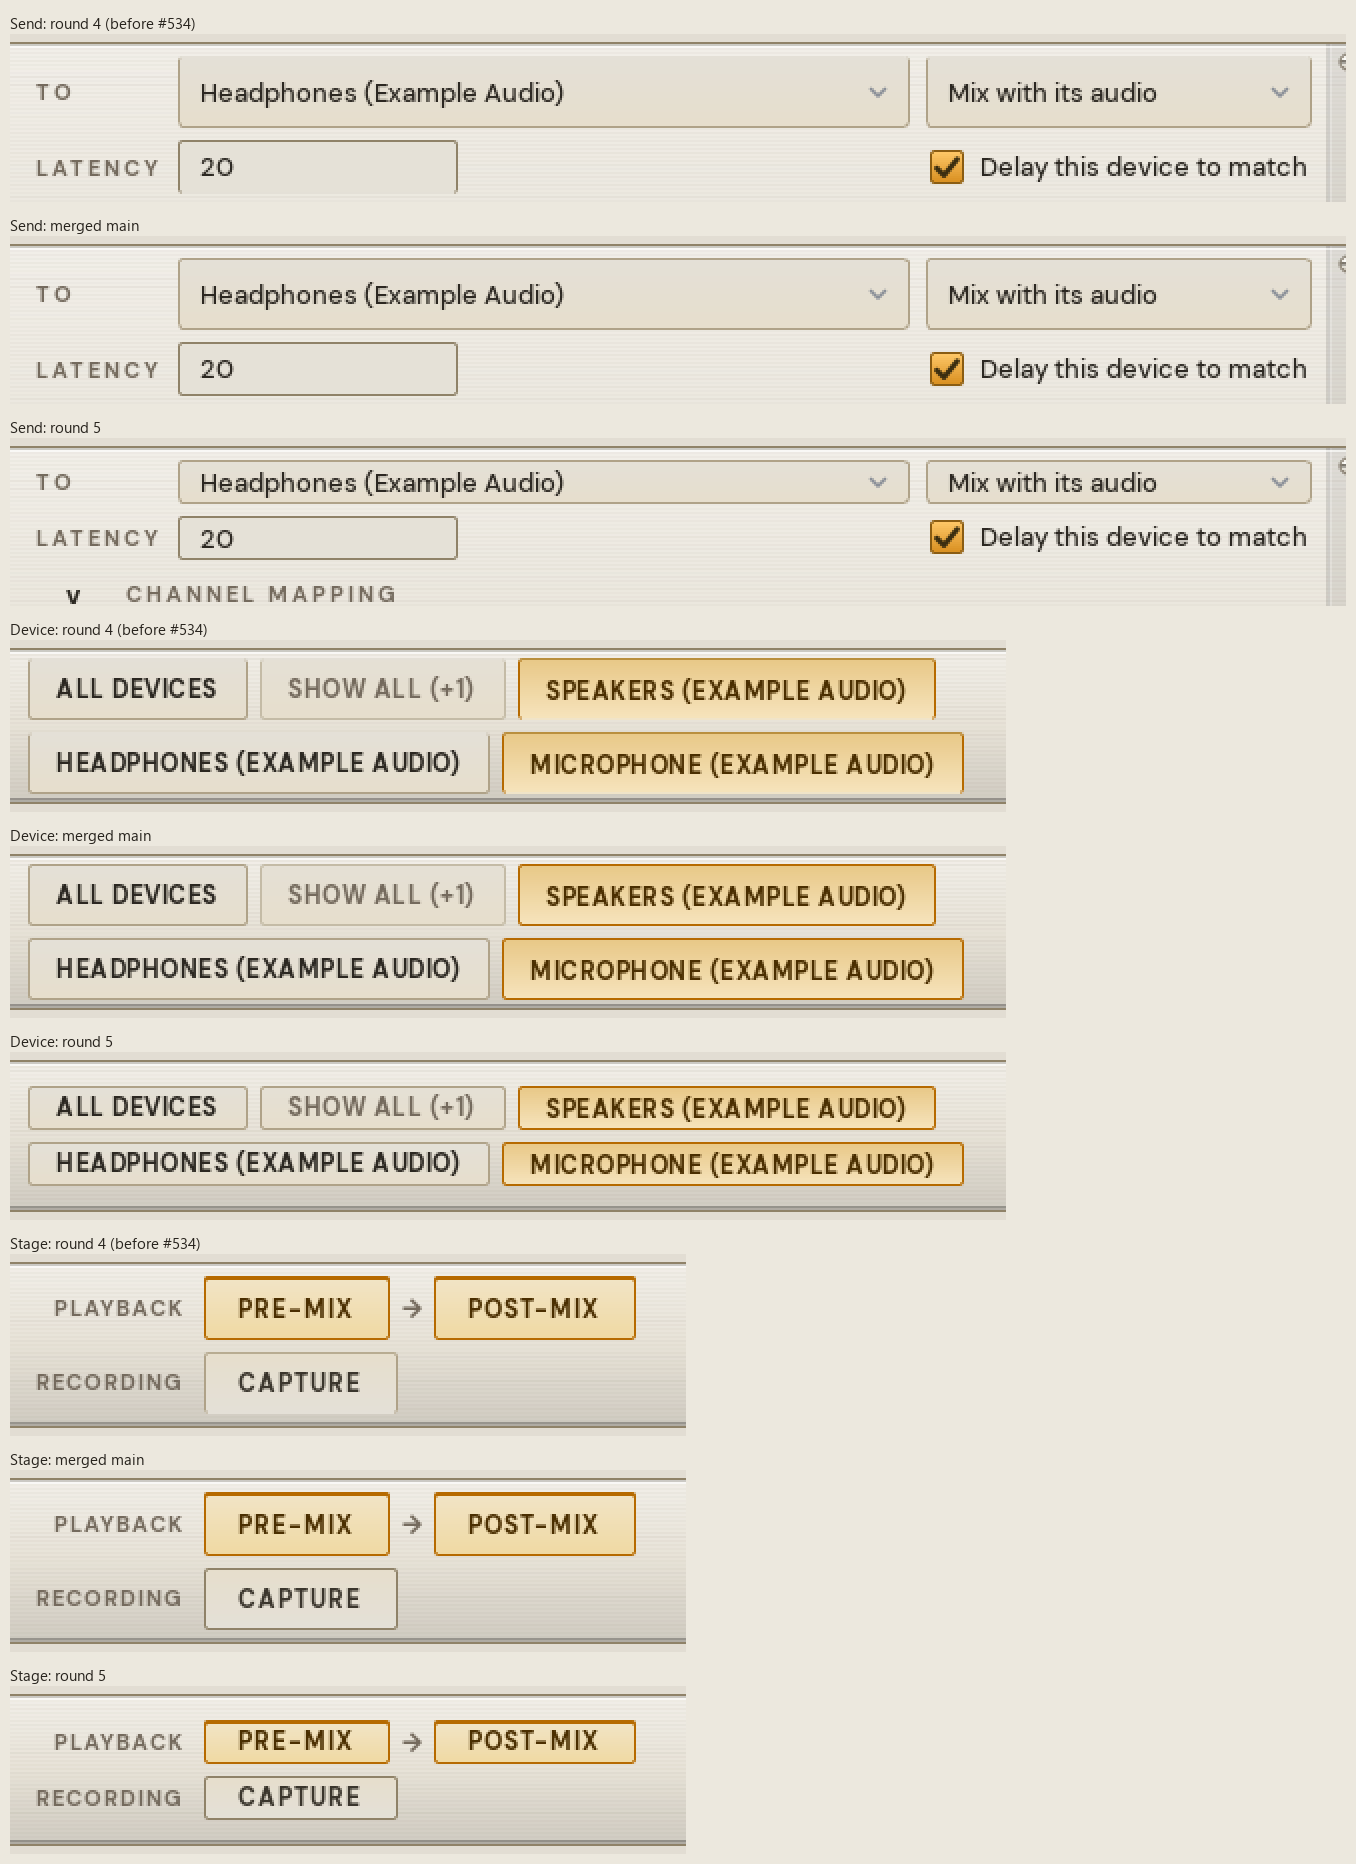 Send: round 4 (before #534)
TO Headphones (Example Audio) Mix with its audio
LATENCY 20 Delay this device to match
Send: merged main
TO Headphones (Example Audio) Mix with its audio
LATENCY 20 Delay this device to match
Send: round 5
TO Headphones (Example Audio) Mix with its audio
LATENCY 20 Delay this device to match
v CHANNEL MAPPING
Device: round 4 (before #534)
ALL DEVICES SHOW ALL (+1) SPEAKERS (EXAMPLE AUDIO)
HEADPHONES (EXAMPLE AUDIO) MICROPHONE (EXAMPLE AUDIO)
Device: merged main
ALL DEVICES SHOW ALL (+1) SPEAKERS (EXAMPLE AUDIO)
HEADPHONES (EXAMPLE AUDIO) MICROPHONE (EXAMPLE AUDIO)
Device: round 5
ALL DEVICES SHOW ALL (+1) SPEAKERS (EXAMPLE AUDIO)
HEADPHONES (EXAMPLE AUDIO) MICROPHONE (EXAMPLE AUDIO)
Stage: round 4 (before #534)
PLAYBACK PRE-MIX → POST-MIX
RECORDING CAPTURE
Stage: merged main
PLAYBACK PRE-MIX → POST-MIX
RECORDING CAPTURE
Stage: round 5
PLAYBACK PRE-MIX → POST-MIX
RECORDING CAPTURE